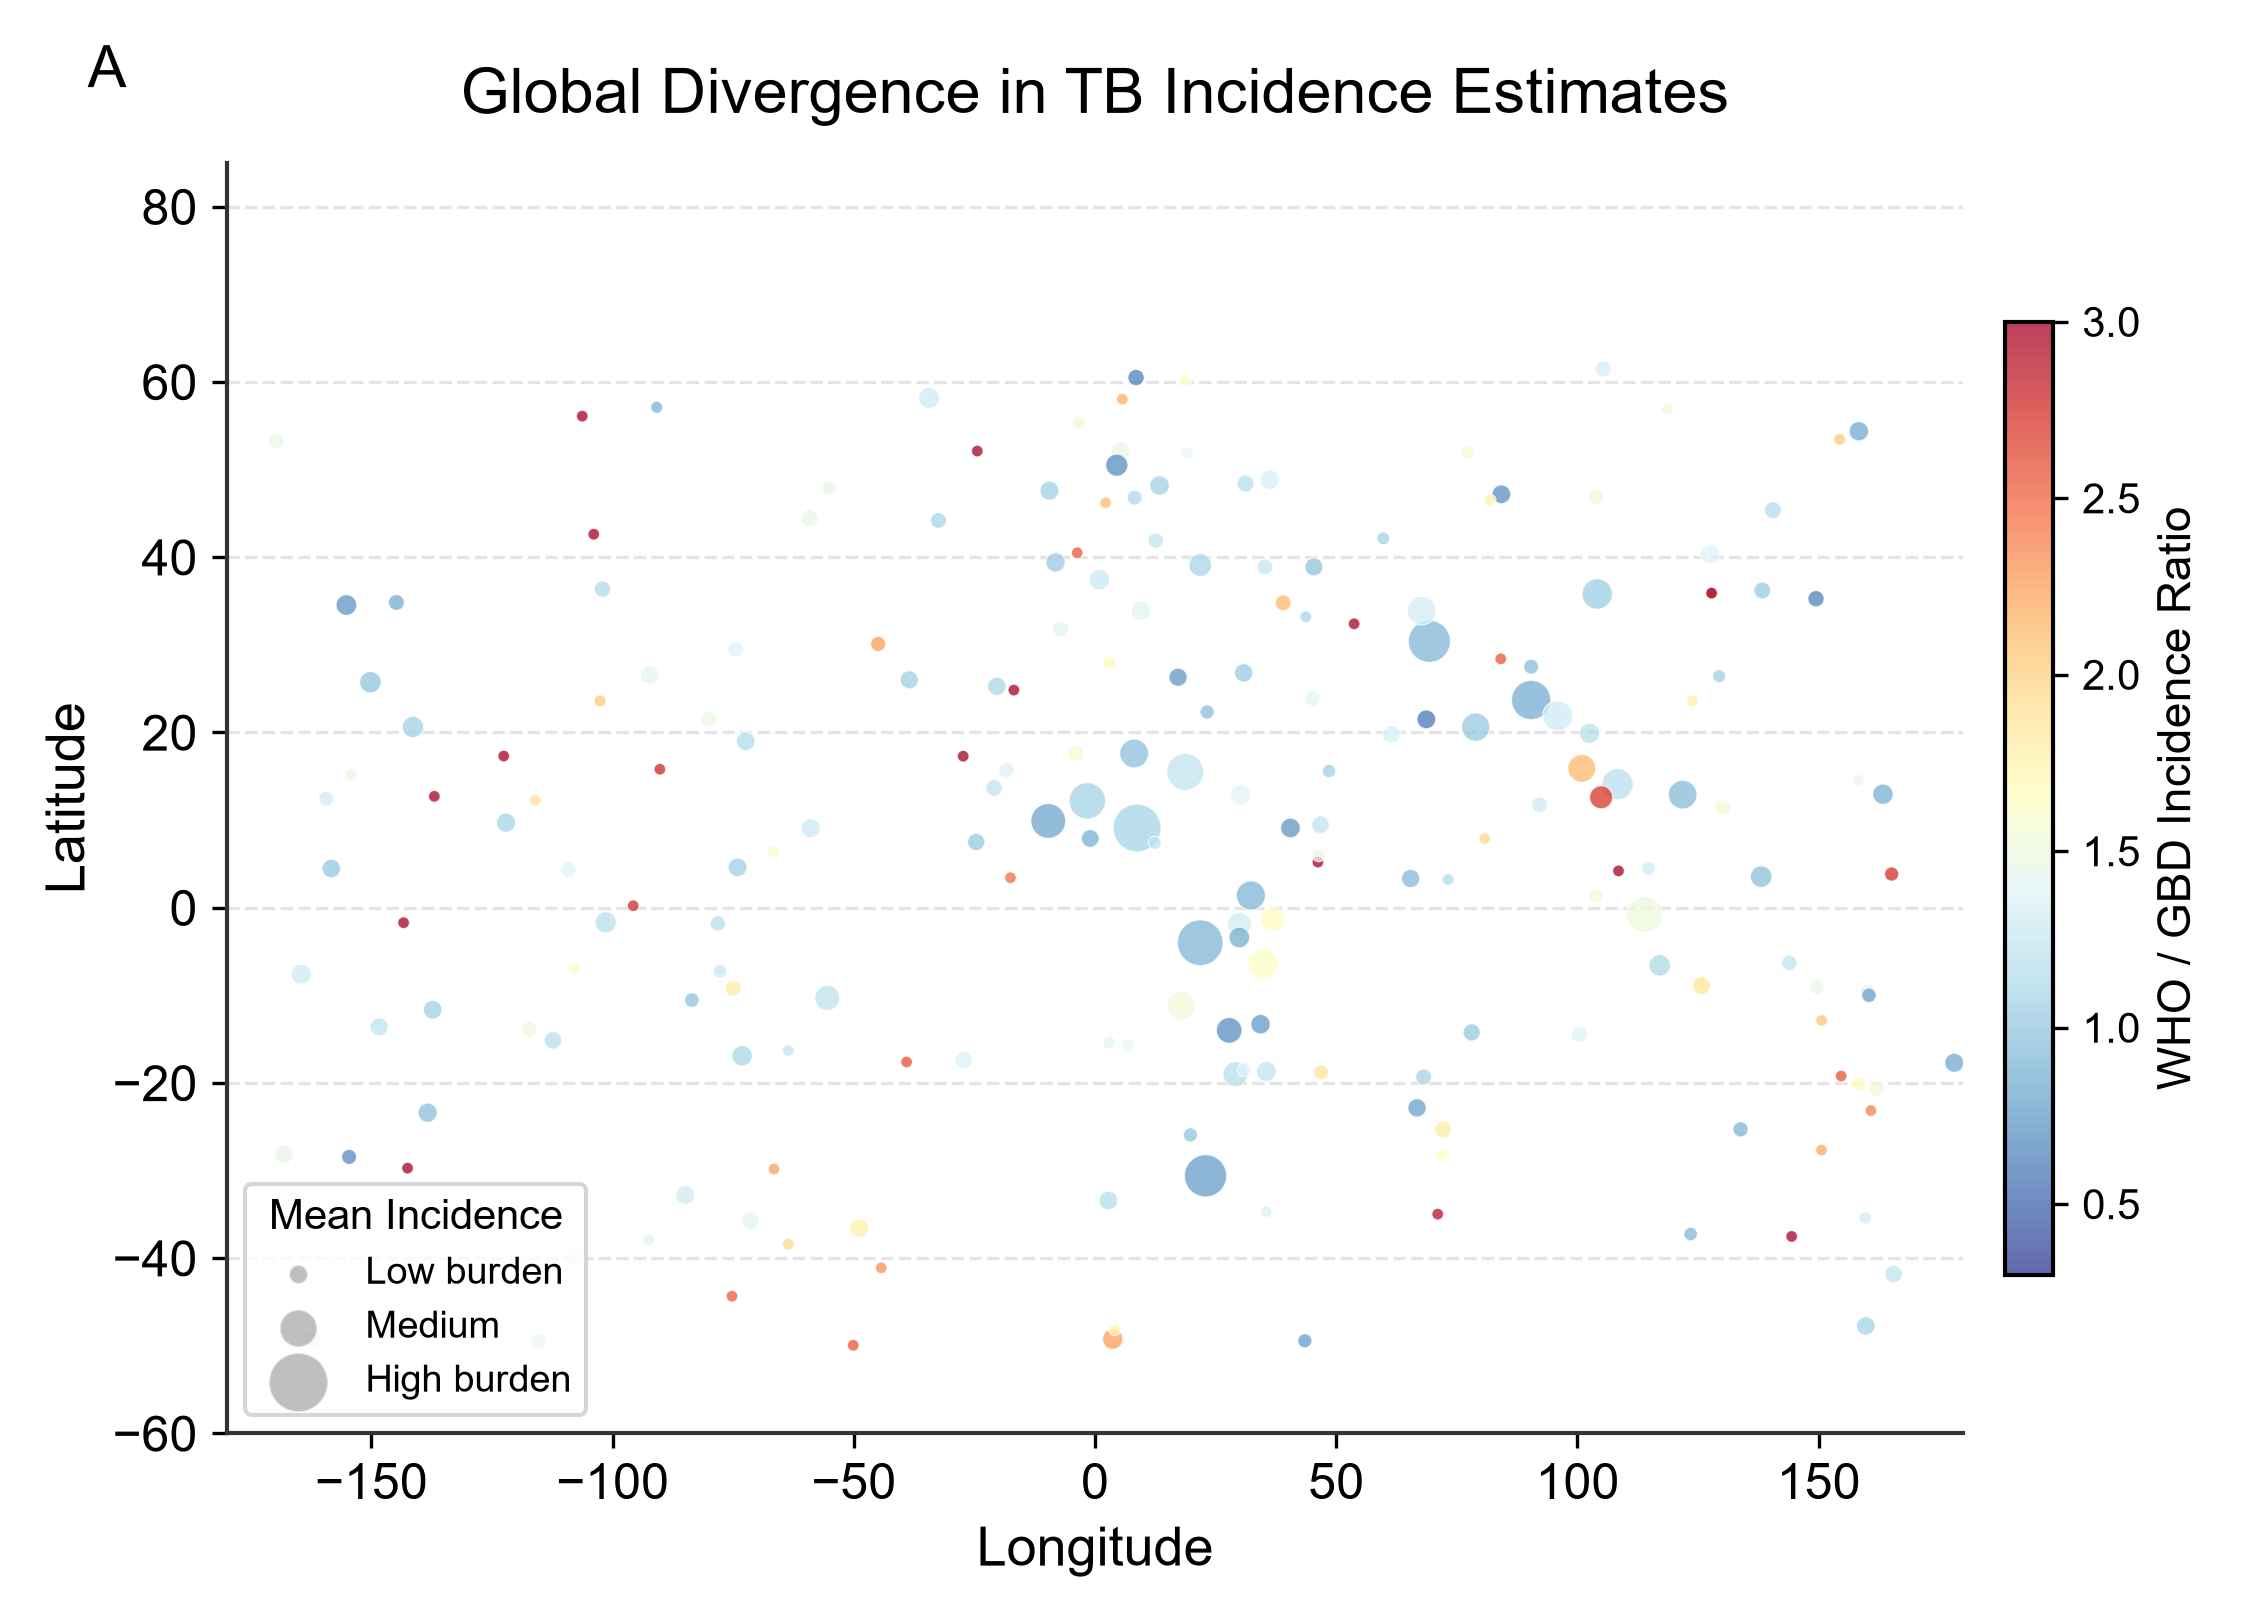 A
Global Divergence in TB Incidence Estimates
80
60
40
20
0
−20
−40
−60
Latitude
−150
−100
−50
0
50
100
150
Longitude
Mean Incidence
Low burden
Medium
High burden
3.0
2.5
2.0
1.5
1.0
0.5
WHO / GBD Incidence Ratio